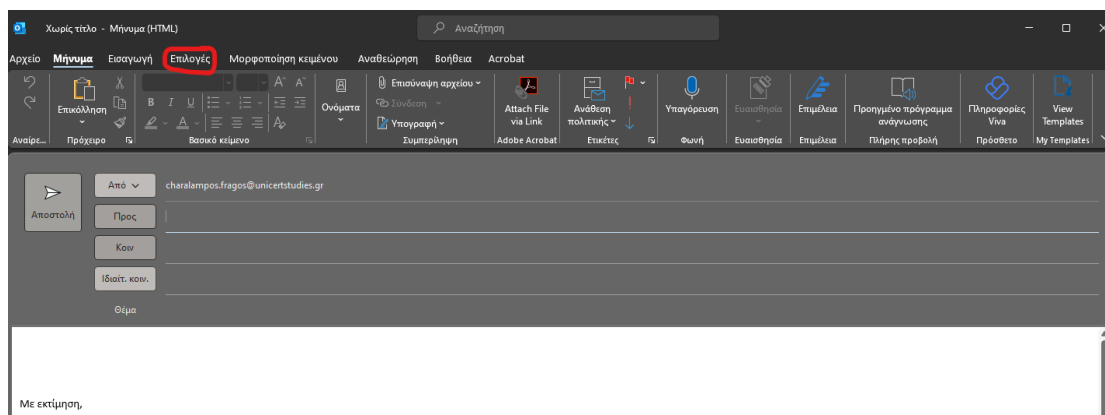 Χωρίς τίτλο - Μήνυμα (HTML)
Αναζήτηση
Αρχείο Μήνυμα Εισαγωγή Επιλογές Μορφοποίηση κειμένου Αναθεώρηση Βοήθεια Acrobat
Επικόλληση
B I U
A A
Ονόματα
Επισύναψη αρχείου
Σύνδεση
Υπογραφή
Attach File
via Link
Ανάθεση
πολιτικής
Υπαγόρευση
Ευαισθησία
Επιμέλεια
Προηγμένο πρόγραμμα
ανάγνωσης
Πληροφορίες
Viva
View
Templates
Αναίρε... Πρόχειρο Βασικό κείμενο Συμπερίληψη Adobe Acrobat Ετικέτες Φωνή Ευαισθησία Επιμέλεια Πλήρης προβολή Πρόσθετο My Templates
Αποστολή
Από charalampos.fragos@unicertstudies.gr
Προς
Κοιν
Ιδιαίτ. κοιν.
Θέμα
Με εκτίμηση,